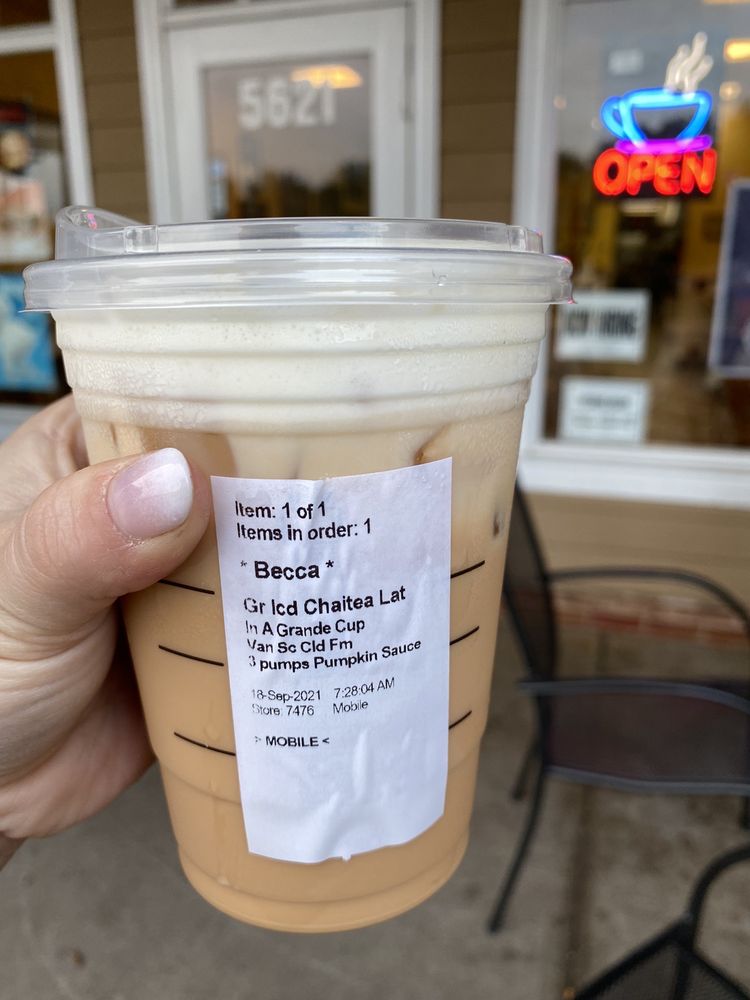 5621
OPEN
Item: 1 of 1
Items in order: 1
* Becca *
Gr Icd Chaitea Lat
In A Grande Cup
Van Sc Cld Fm
3 pumps Pumpkin Sauce
18-Sep-2021 7:28:04 AM
Store: 7476 Mobile
> MOBILE <